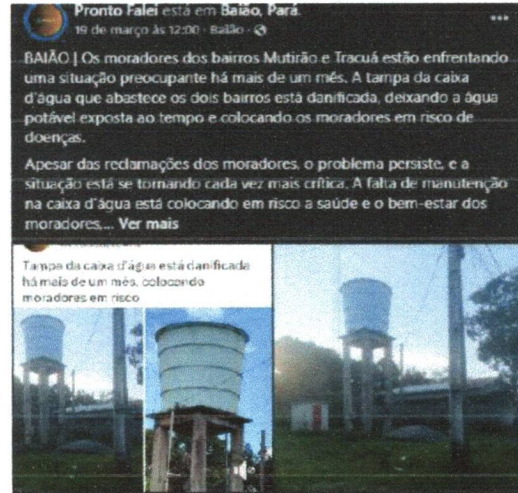 Pronto Falei está em Baião, Pará.
19 de março às 12:00 · Baião ·
BAIÃO | Os moradores dos bairros Mutirão e Tracuá estão enfrentando
uma situação preocupante há mais de um mês. A tampa da caixa
d'água que abastece os dois bairros está danificada, deixando a água
potável exposta ao tempo e colocando os moradores em risco de
doenças.
Apesar das reclamações dos moradores, o problema persiste, e a
situação está se tornando cada vez mais crítica. A falta de manutenção
na caixa d'água está colocando em risco a saúde e o bem-estar dos
moradores,... Ver mais
Tampa da caixa d'água está danificada
há mais de um mês, colocando
moradores em risco